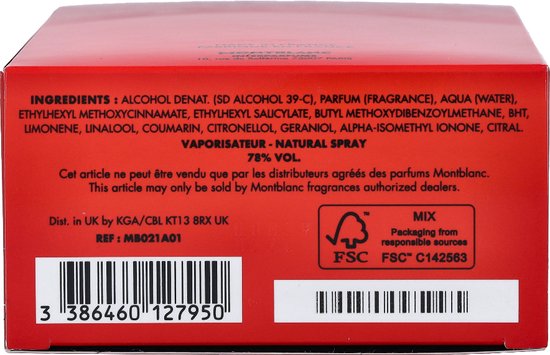 MONTBLANC
INGREDIENTS : ALCOHOL DENAT. (SD ALCOHOL 39-C), PARFUM (FRAGRANCE), AQUA (WATER),
ETHYLHEXYL METHOXYCINNAMATE, ETHYLHEXYL SALICYLATE, BUTYL METHOXYDIBENZOYLMETHANE, BHT,
LIMONENE, LINALOOL, COUMARIN, CITRONELLOL, GERANIOL, ALPHA-ISOMETHYL IONONE, CITRAL.
VAPORISATEUR - NATURAL SPRAY
78% VOL.
Cet article ne peut être vendu que par les distributeurs agréés des parfums Montblanc.
This article may only be sold by Montblanc fragrances authorized dealers.
Dist. in UK by KGA/CBL KT13 8RX UK
REF : MB021A01
3 386460 127950
FSC
MIX
Packaging from
responsible sources
FSC™ C142563